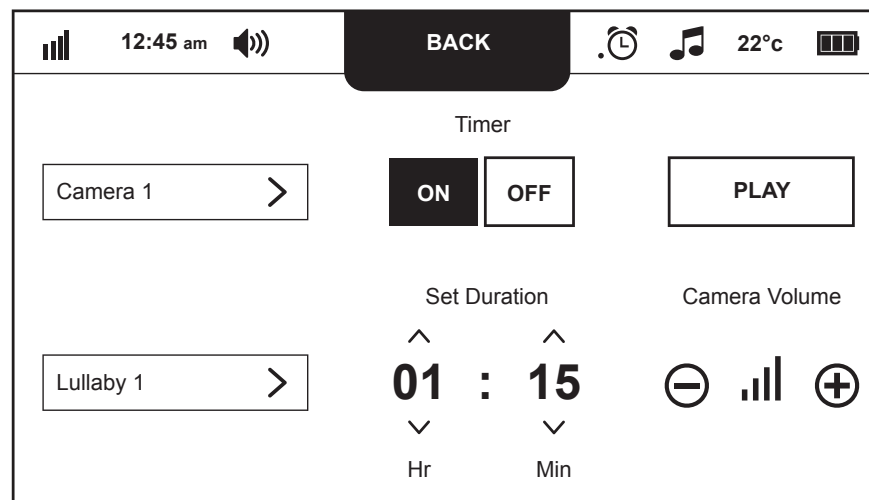 12:45 am BACK 22°c
Timer
Camera 1 ON OFF PLAY
Set Duration Camera Volume
Lullaby 1 01 : 15
Hr Min